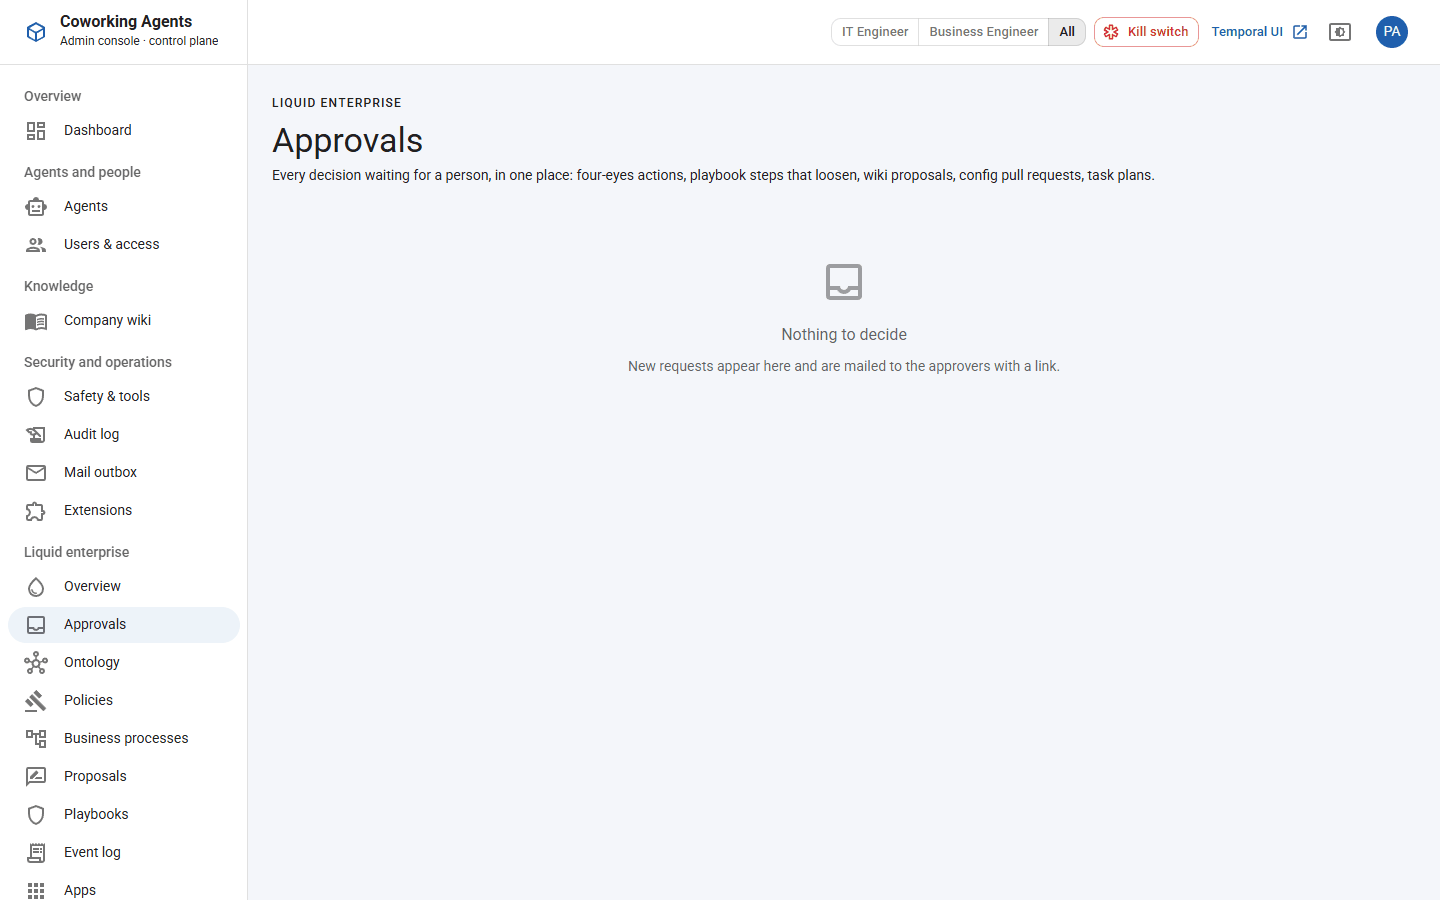 Coworking Agents
Admin console · control plane
IT Engineer
Business Engineer
All
Kill switch
Temporal UI
PA
Overview
Dashboard
Agents and people
Agents
Users & access
Knowledge
Company wiki
Security and operations
Safety & tools
Audit log
Mail outbox
Extensions
Liquid enterprise
Overview
Approvals
Ontology
Policies
Business processes
Proposals
Playbooks
Event log
Apps
LIQUID ENTERPRISE
Approvals
Every decision waiting for a person, in one place: four-eyes actions, playbook steps that loosen, wiki proposals, config pull requests, task plans.
Nothing to decide
New requests appear here and are mailed to the approvers with a link.